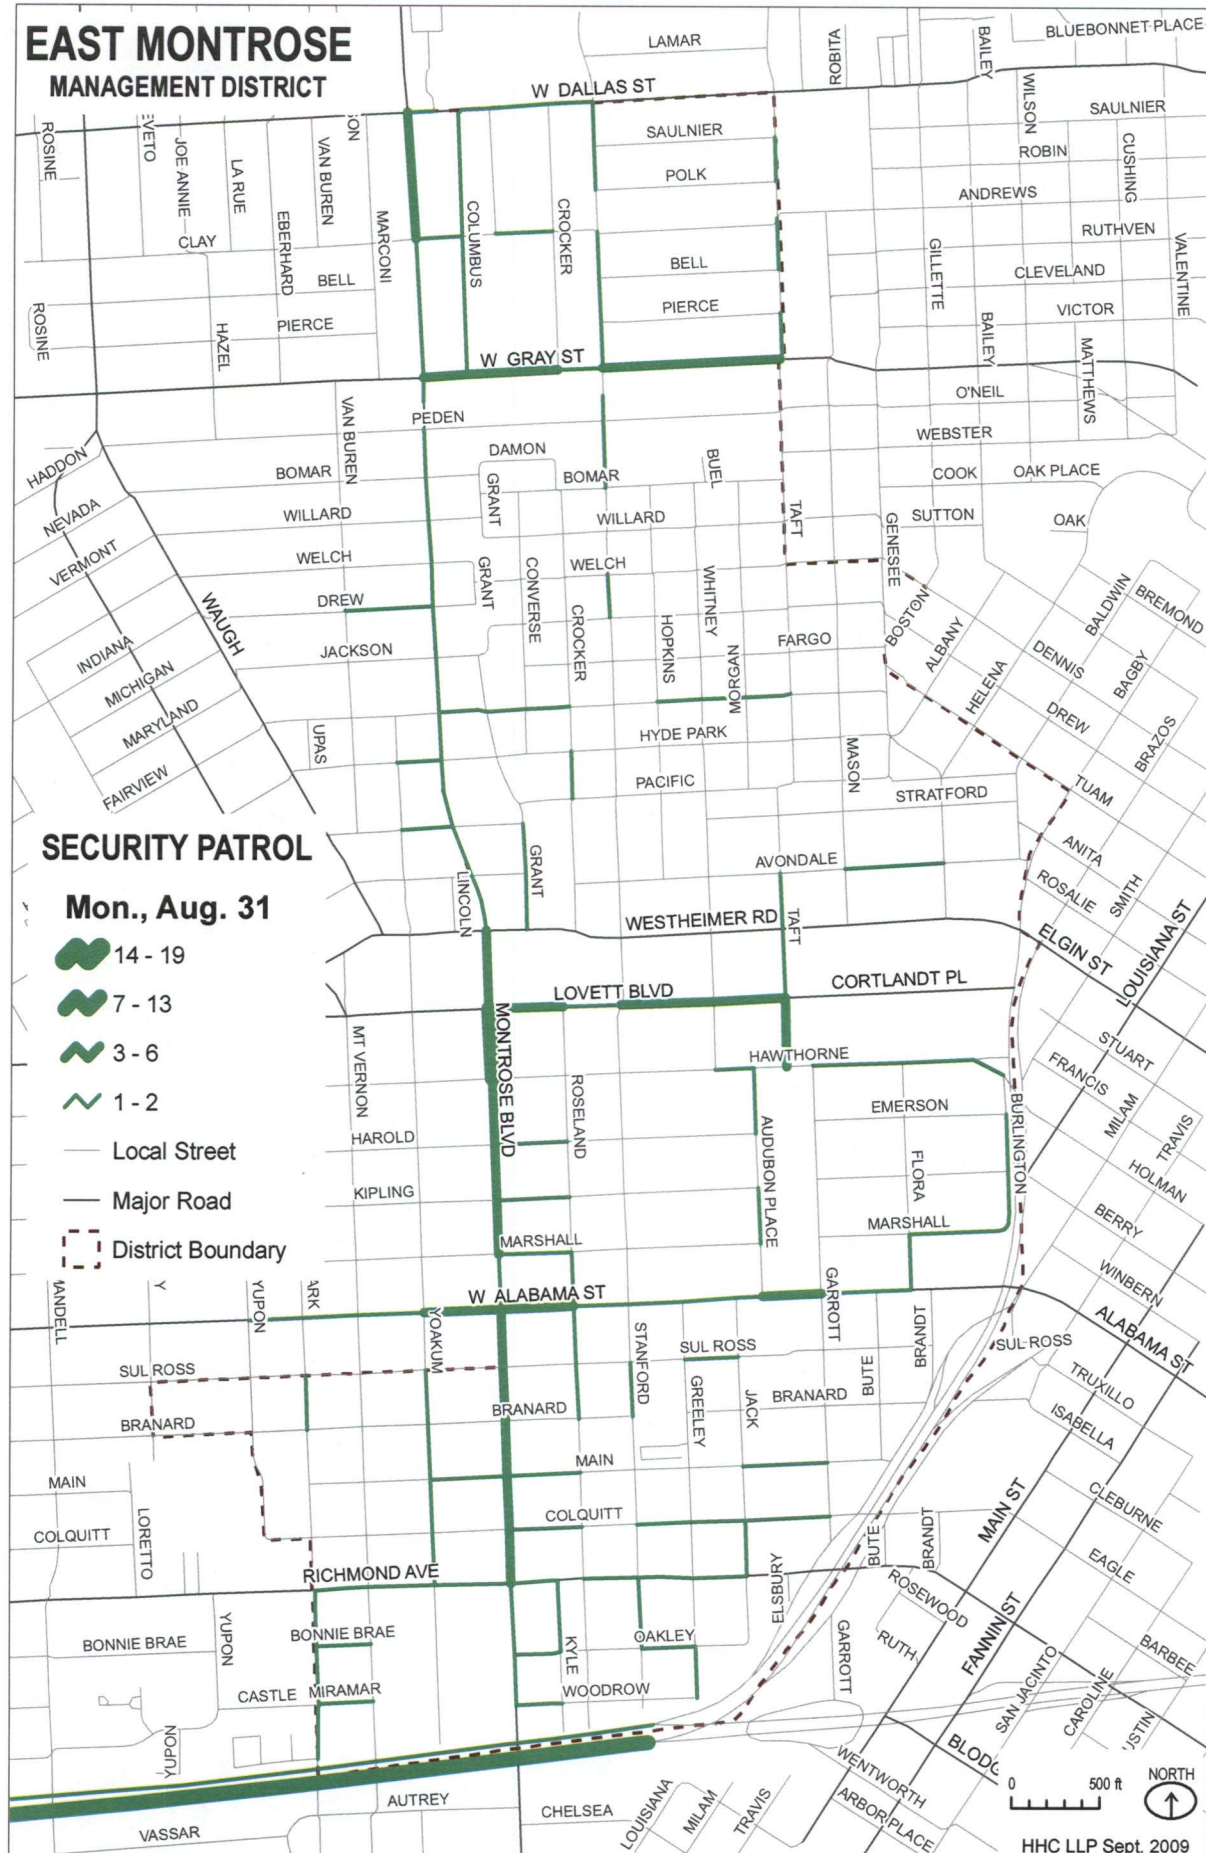 EAST MONTROSE
MANAGEMENT DISTRICT
LAMAR
ROBITA
BAILEY
BLUEBONNET PLACE
W DALLAS ST
WILSON
SAULNIER
SAULNIER
ROSINE
JOE ANNIE
LA RUE
VAN BUREN
POLK
ROBIN
CUSHING
ANDREWS
CLAY
EBERHARD
MARCONI
COLUMBUS
CROCKER
RUTHVEN
BELL
BELL
GILLETTE
CLEVELAND
VALENTINE
ROSINE
HAZEL
PIERCE
PIERCE
VICTOR
BAILEY
MATTHEWS
W GRAY ST
O'NEIL
VAN BUREN
PEDEN
WEBSTER
HADDON
BOMAR
DAMON
BOMAR
BUEL
COOK
OAK PLACE
NEVADA
WILLARD
GRANT
WILLARD
TAFT
SUTTON
OAK
VERMONT
WELCH
GRANT
CONVERSE
WELCH
WHITNEY
GENESEE
BALDWIN
BREMOND
WAUGH
DREW
CROCKER
HOPKINS
BOSTON
ALBANY
INDIANA
JACKSON
MORGAN
FARGO
DENNIS
BAGBY
MICHIGAN
HELENA
DREW
MARYLAND
UPAS
HYDE PARK
MASON
BRAZOS
FAIRVIEW
PACIFIC
STRATFORD
TUAM
SECURITY PATROL
GRANT
AVONDALE
ANITA
ROSALIE
SMITH
Mon., Aug. 31
LINCOLN
WESTHEIMER RD
TAFT
ELGIN ST
LOUISIANA ST
14 - 19
7 - 13
LOVETT BLVD
CORTLANDT PL
MONTROSE BLVD
MT VERNON
HAWTHORNE
STUART
FRANCIS
3 - 6
ROSELAND
1 - 2
EMERSON
BURLINGTON
MILAM
TRAVIS
HAROLD
AUDUBON PLACE
Local Street
FLORA
HOLMAN
Major Road
KIPLING
BERRY
District Boundary
MARSHALL
MARSHALL
WINBERN
YUPON
W ALABAMA ST
GARROTT
ALABAMA ST
YOAKUM
STANFORD
SUL ROSS
SUL ROSS
BUTE
BRANDT
SUL ROSS
TRUXILLO
BRANARD
BRANARD
GREELEY
JACK
BRANARD
ISABELLA
MAIN
MAIN
CLEBURNE
MAIN ST
COLQUITT
LORETTO
COLQUITT
BUTE
BRANDT
EAGLE
RICHMOND AVE
ELSBURY
ROSEWOOD
FANNIN ST
YUPON
BONNIE BRAE
BONNIE BRAE
KYLE
OAKLEY
GARROTT
RUTH
BARBEE
CASTLE
MIRAMAR
WOODROW
SAN JACINTO
CAROLINE
YUPON
WENTWORTH
NORTH
0
500 ft
AUTREY
CHELSEA
LOUISIANA
MILAM
TRAVIS
ARBOR PLACE
VASSAR
HHC LLP Sept. 2009